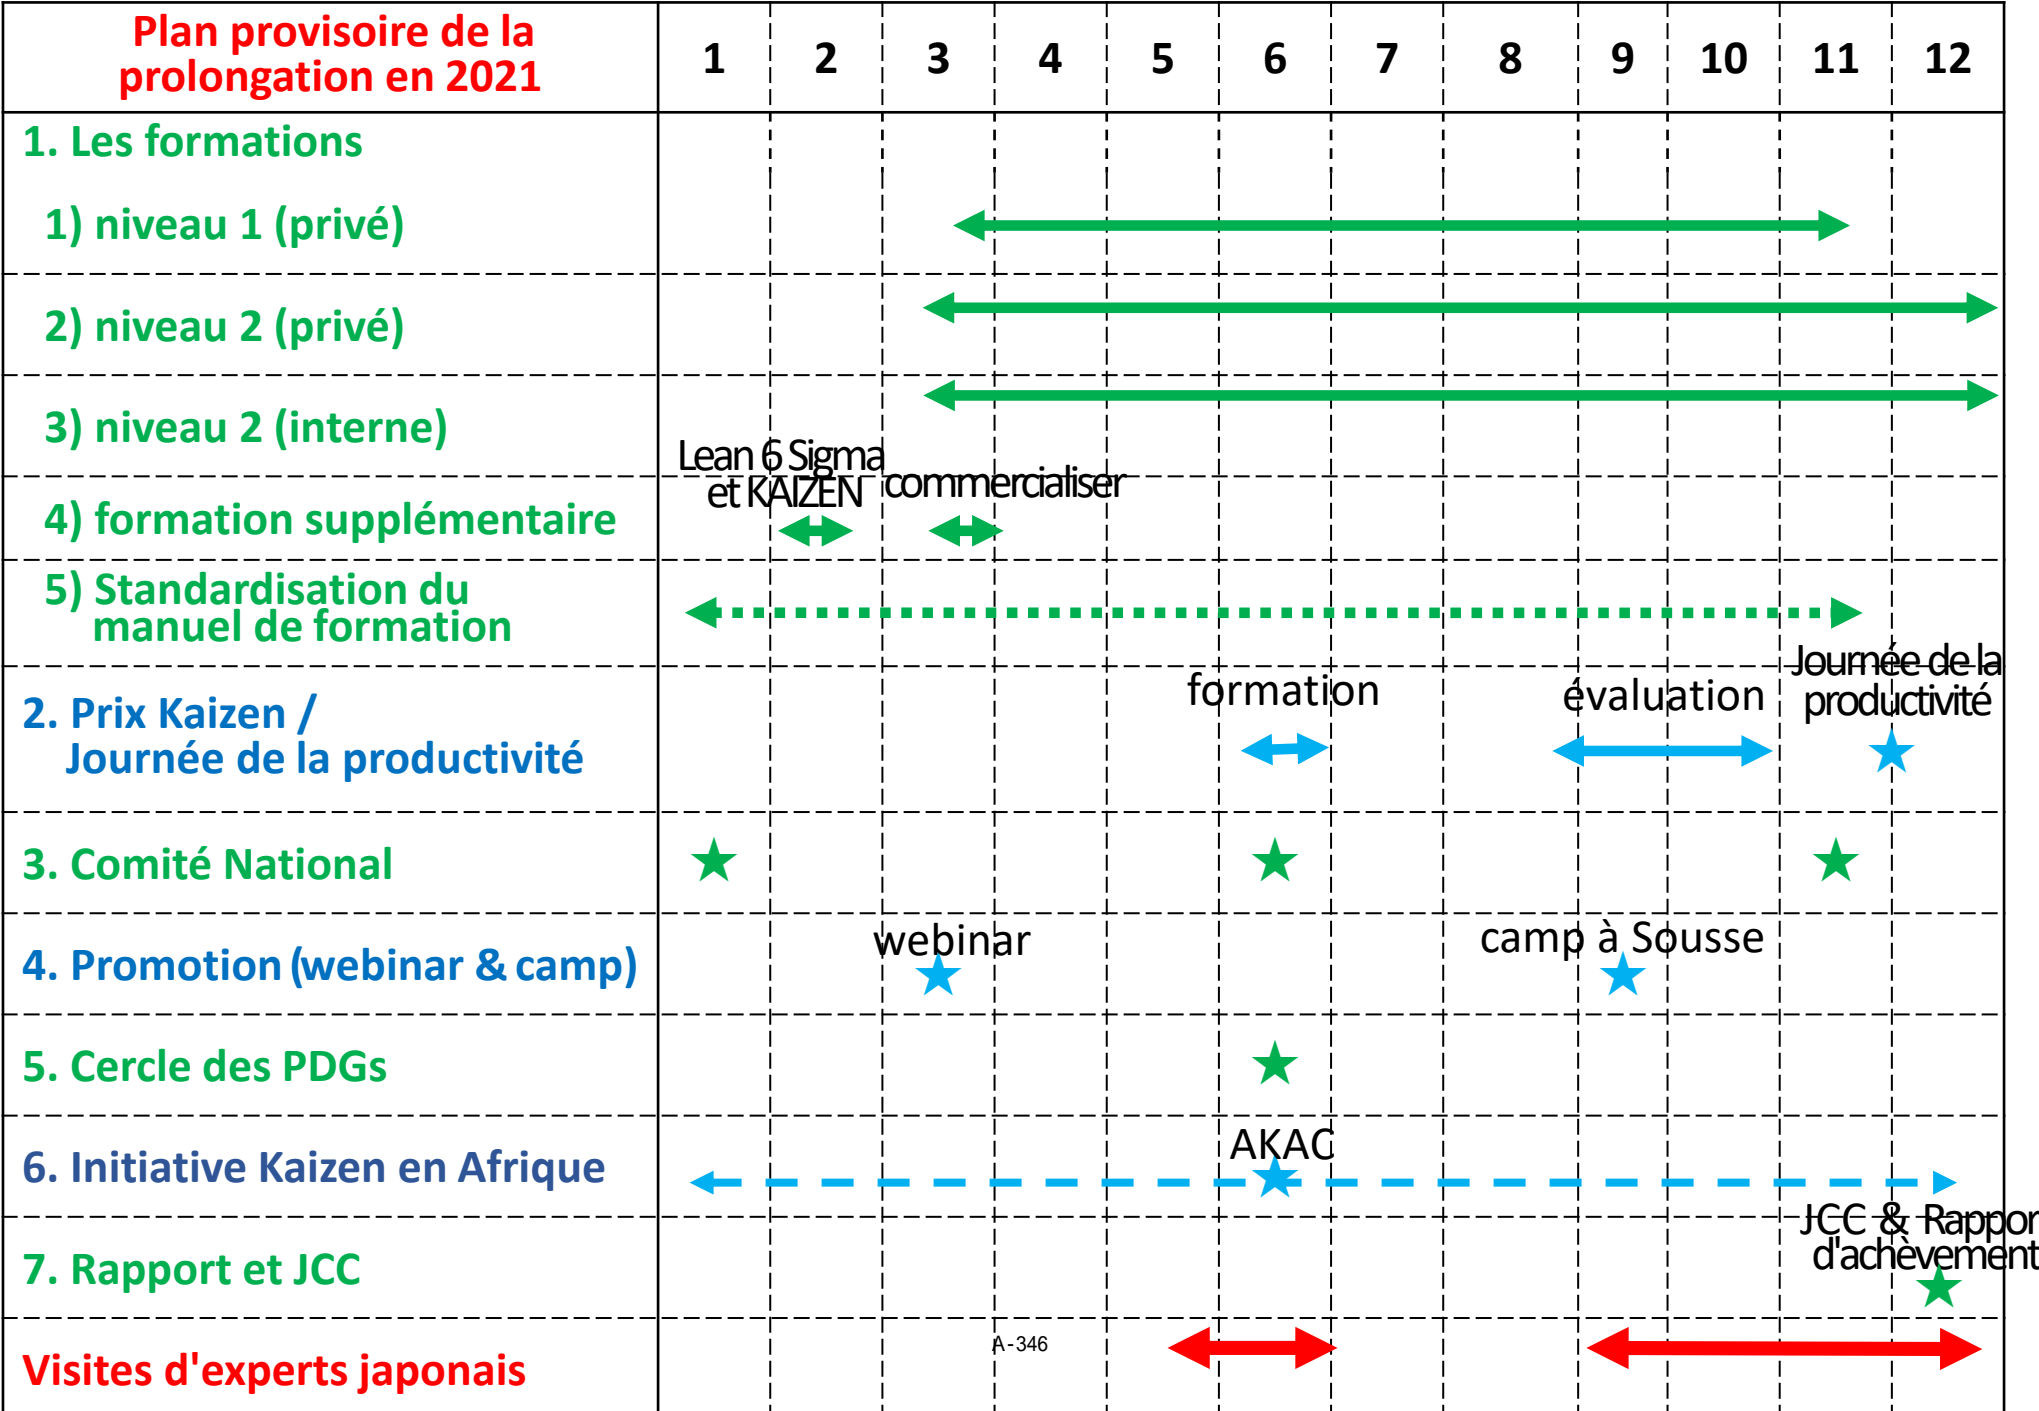 Plan provisoire de la
prolongation en 2021
1 2 3 4 5 6 7 8 9 10 11 12
1. Les formations
1) niveau 1 (privé)
2) niveau 2 (privé)
3) niveau 2 (interne)
Lean 6 Sigma
et KAIZEN
commercialiser
4) formation supplémentaire
5) Standardisation du
manuel de formation
2. Prix Kaizen /
Journée de la productivité
formation
évaluation
Journée de la
productivité
3. Comité National
4. Promotion (webinar & camp)
webinar
camp à Sousse
5. Cercle des PDGs
6. Initiative Kaizen en Afrique
AKAC
7. Rapport et JCC
JCC & Rappor
d'achèvement
Visites d'experts japonais
A-346